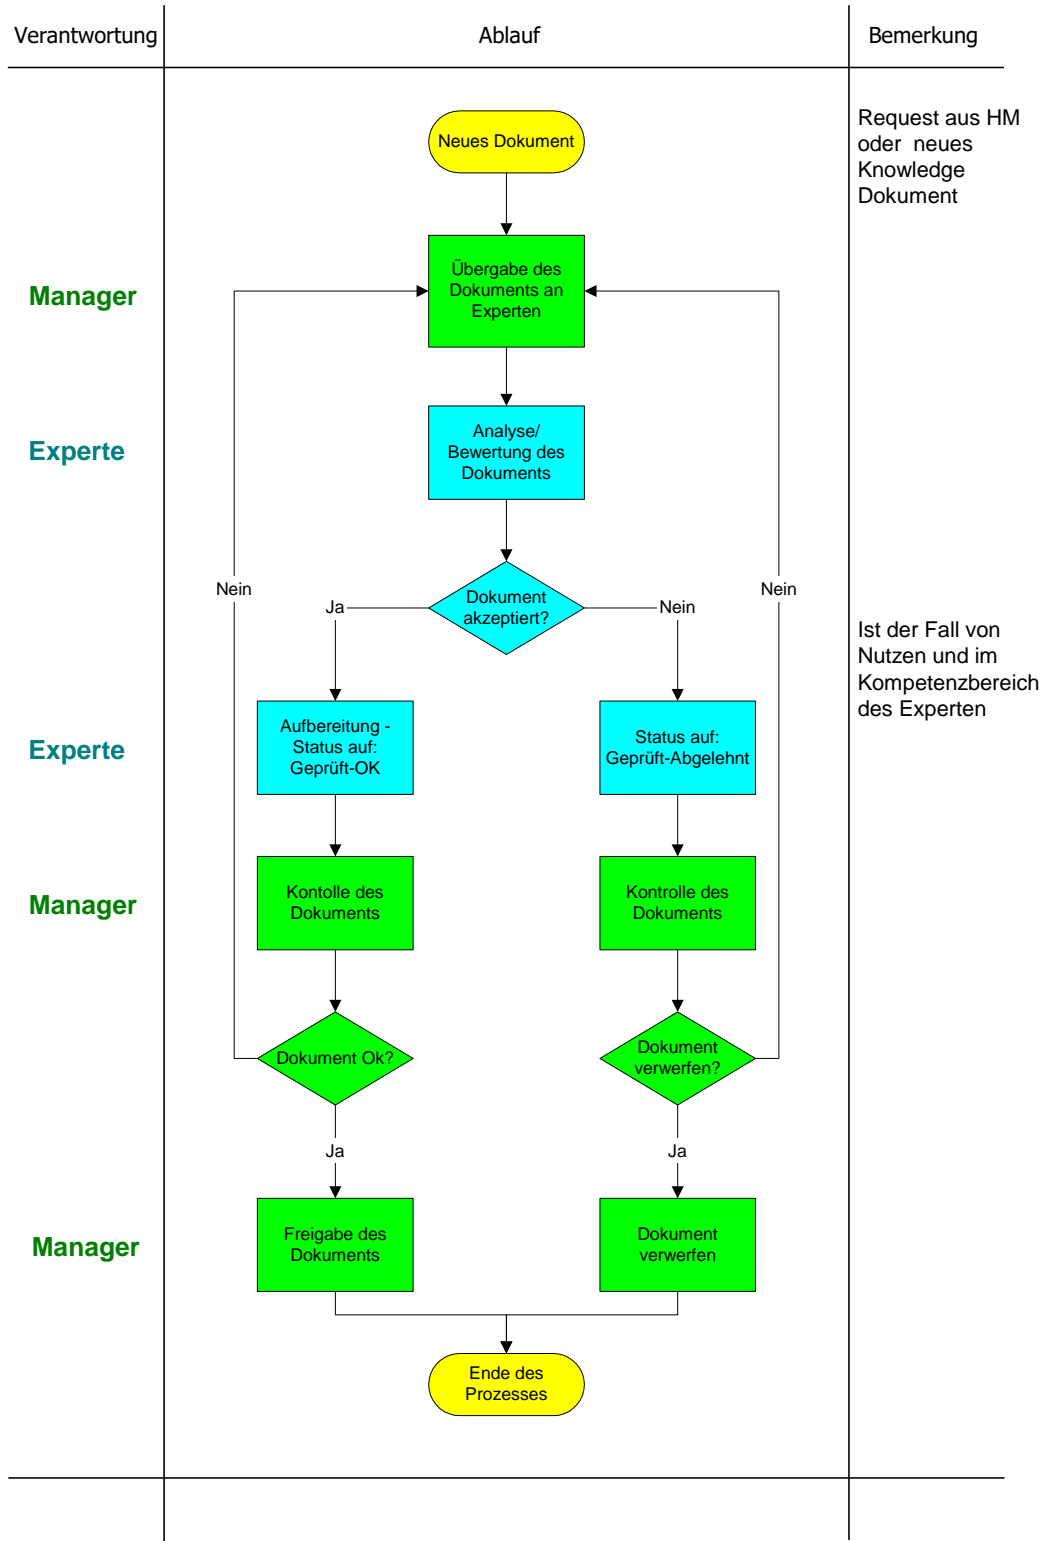 Verantwortung
Ablauf
Bemerkung
Neues Dokument
Request aus HM
oder  neues
Knowledge
Dokument
Manager
Übergabe des
Dokuments an
Experten
Experte
Analyse/
Bewertung des
Dokuments
Nein
Dokument
akzeptiert?
Ja
Nein
Nein
Ist der Fall von
Nutzen und im
Kompetenzbereich
des Experten
Experte
Aufbereitung -
Status auf:
Geprüft-OK
Status auf:
Geprüft-Abgelehnt
Manager
Kontolle des
Dokuments
Kontrolle des
Dokuments
Dokument Ok?
Dokument
verwerfen?
Ja
Ja
Manager
Freigabe des
Dokuments
Dokument
verwerfen
Ende des
Prozesses